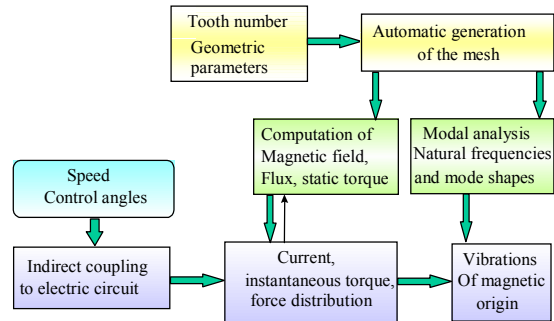 Tooth number
Geometric
parameters
Automatic generation
of the mesh
Computation of
Magnetic field,
Flux, static torque
Modal analysis
Natural frequencies
and mode shapes
Speed
Control angles
Indirect coupling
to electric circuit
Current,
instantaneous torque,
force distribution
Vibrations
Of magnetic
origin